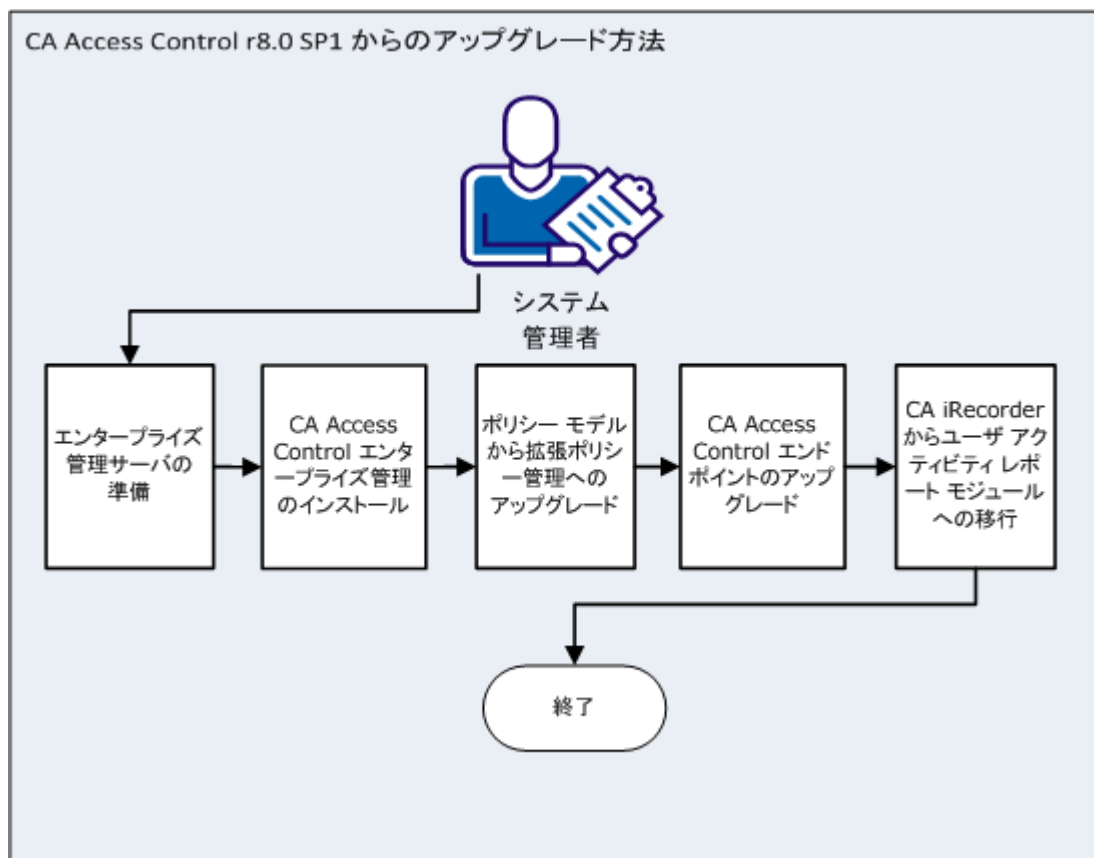 CA Access Control r8.0 SP1 からのアップグレード方法
システム
管理者
エンタープライズ
管理サーバの
準備
CA Access
Control エンタ
ープライズ管理
のインストール
ポリシー モデル
から拡張ポリシ
ー管理への
アップグレード
CA Access
Control エンド
ポイントのアップ
グレード
CA iRecorder
からユーザ アク
ティビティ レポ
ート モジュール
への移行
終了